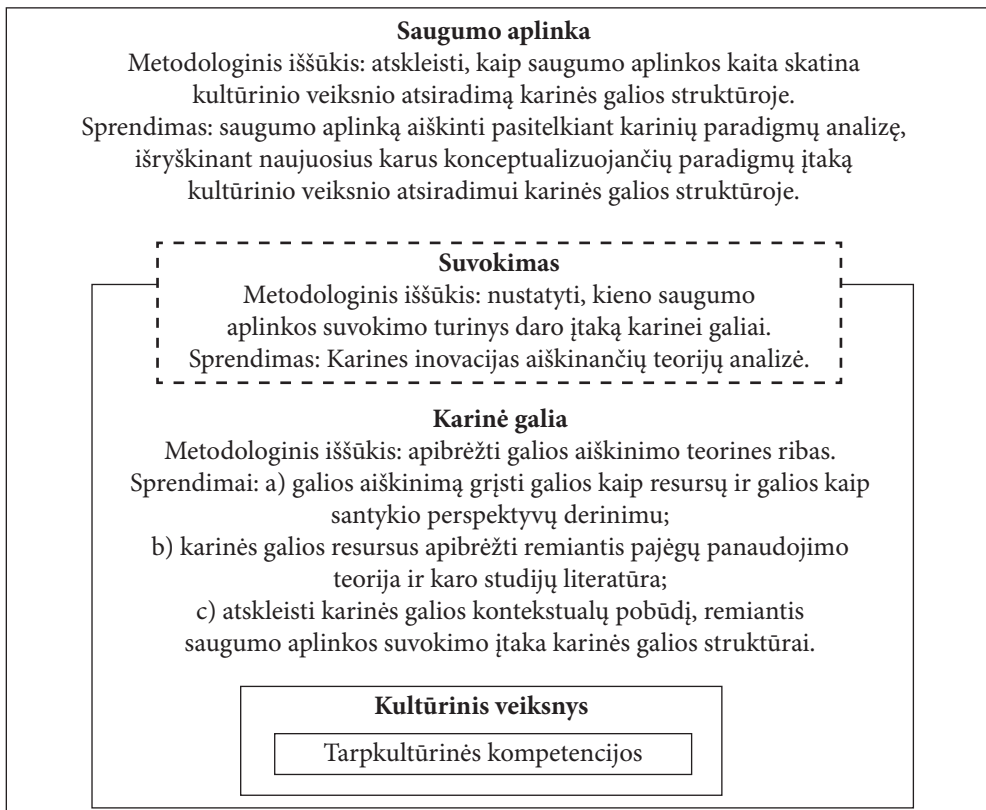 Saugumo aplinka
Metodologinis iššūkis: atskleisti, kaip saugumo aplinkos kaita skatina
kultūrinio veiksnio atsiradimą karinės galios struktūroje.
Sprendimas: saugumo aplinką aiškinti pasitelkiant karinių paradigmų analizę,
išryškinant naujuosius karus konceptualizuojančių paradigmų įtaką
kultūrinio veiksnio atsiradimui karinės galios struktūroje.
Suvokimas
Metodologinis iššūkis: nustatyti, kieno saugumo
aplinkos suvokimo turinys daro įtaką karinei galiai.
Sprendimas: Karines inovacijas aiškinančių teorijų analizė.
Karinė galia
Metodologinis iššūkis: apibrėžti galios aiškinimo teorines ribas.
Sprendimai: a) galios aiškinimą grįsti galios kaip resursų ir galios kaip
santykio perspektyvų derinimu;
b) karinės galios resursus apibrėžti remiantis pajėgų panaudojimo
teorija ir karo studijų literatūra;
c) atskleisti karinės galios kontekstualų pobūdį, remiantis
saugumo aplinkos suvokimo įtaka karinės galios struktūrai.
Kultūrinis veiksnys
Tarpkultūrinės kompetencijos